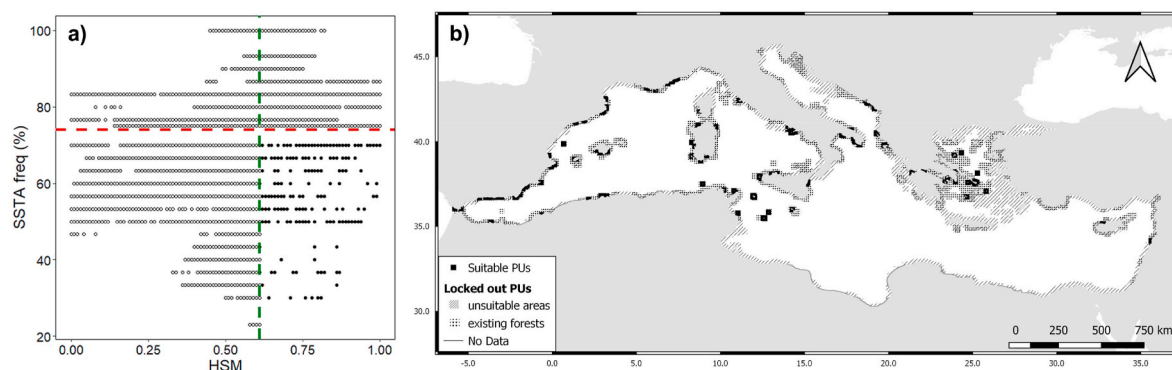 a)
100
80
60
40
20
SSTA freq (%)
0.00 0.25 0.50 0.75 1.00
HSM
b)
45.0
40.0
35.0
30.0
Suitable PUs
Locked out PUs
unsuitable areas
existing forests
No Data
0 250 500 750 km
-5.0 0.0 5.0 10.0 15.0 20.0 25.0 30.0 35.0